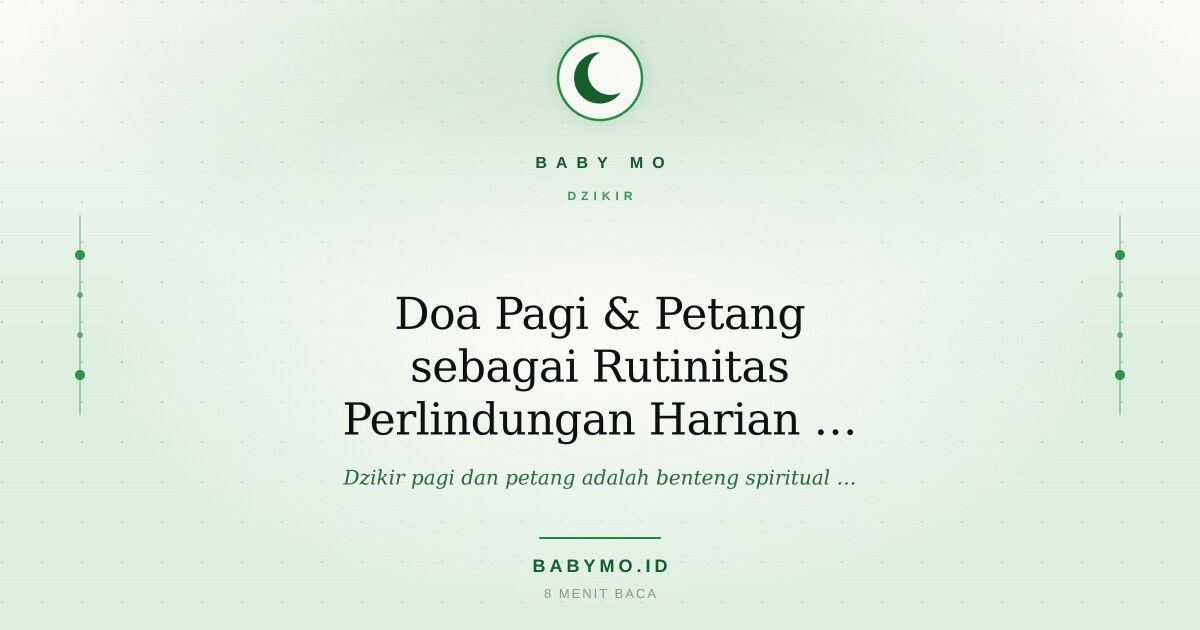 BABY MO
DZIKIR
Doa Pagi & Petang
sebagai Rutinitas
Perlindungan Harian ...
Dzikir pagi dan petang adalah benteng spiritual ...
BABYMO.ID
8 MENIT BACA